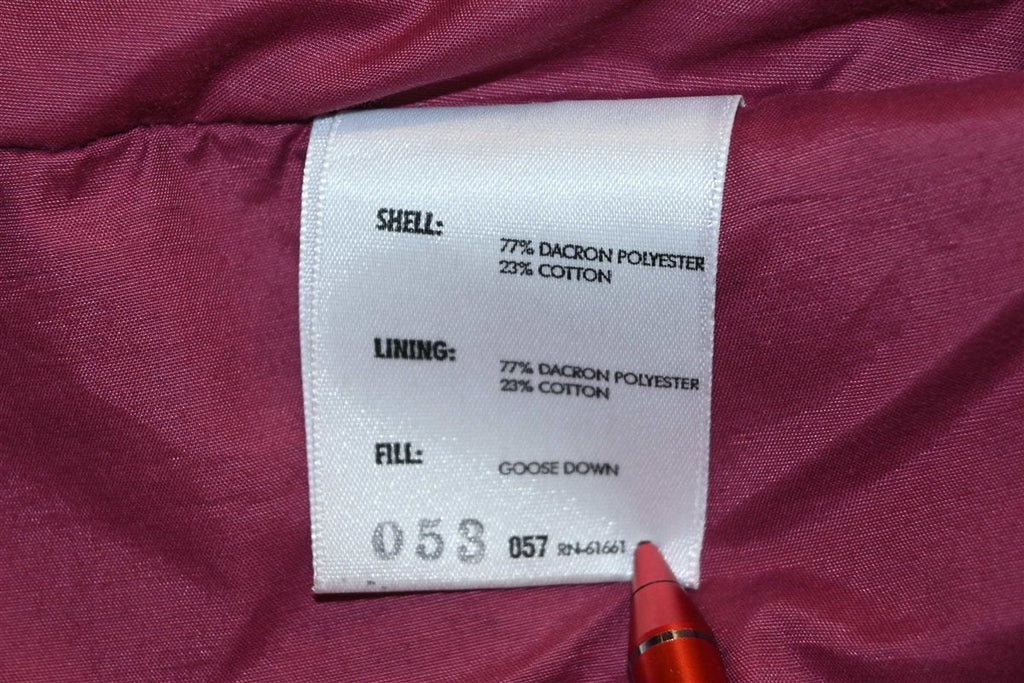 SHELL:
77% DACRON POLYESTER
23% COTTON
LINING:
77% DACRON POLYESTER
23% COTTON
FILL:
GOOSE DOWN
053 057 RN-61661